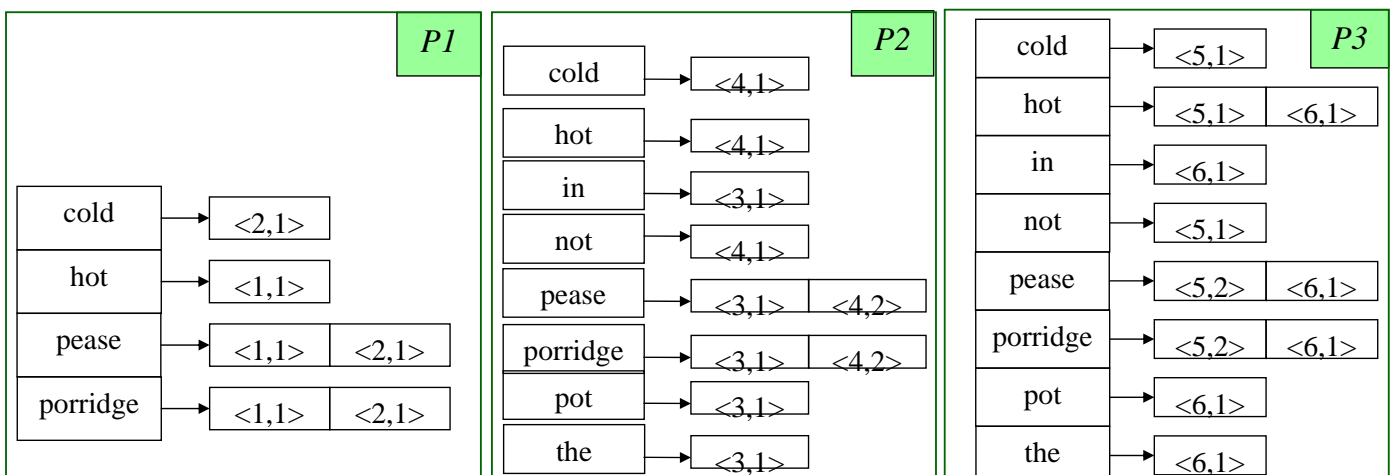 P1
cold <2,1>
hot <1,1>
pease <1,1> <2,1>
porridge <1,1> <2,1>
P2
cold <4,1>
hot <4,1>
in <3,1>
not <4,1>
pease <3,1> <4,2>
porridge <3,1> <4,2>
pot <3,1>
the <3,1>
P3
cold <5,1>
hot <5,1> <6,1>
in <6,1>
not <5,1>
pease <5,2> <6,1>
porridge <5,2> <6,1>
pot <6,1>
the <6,1>